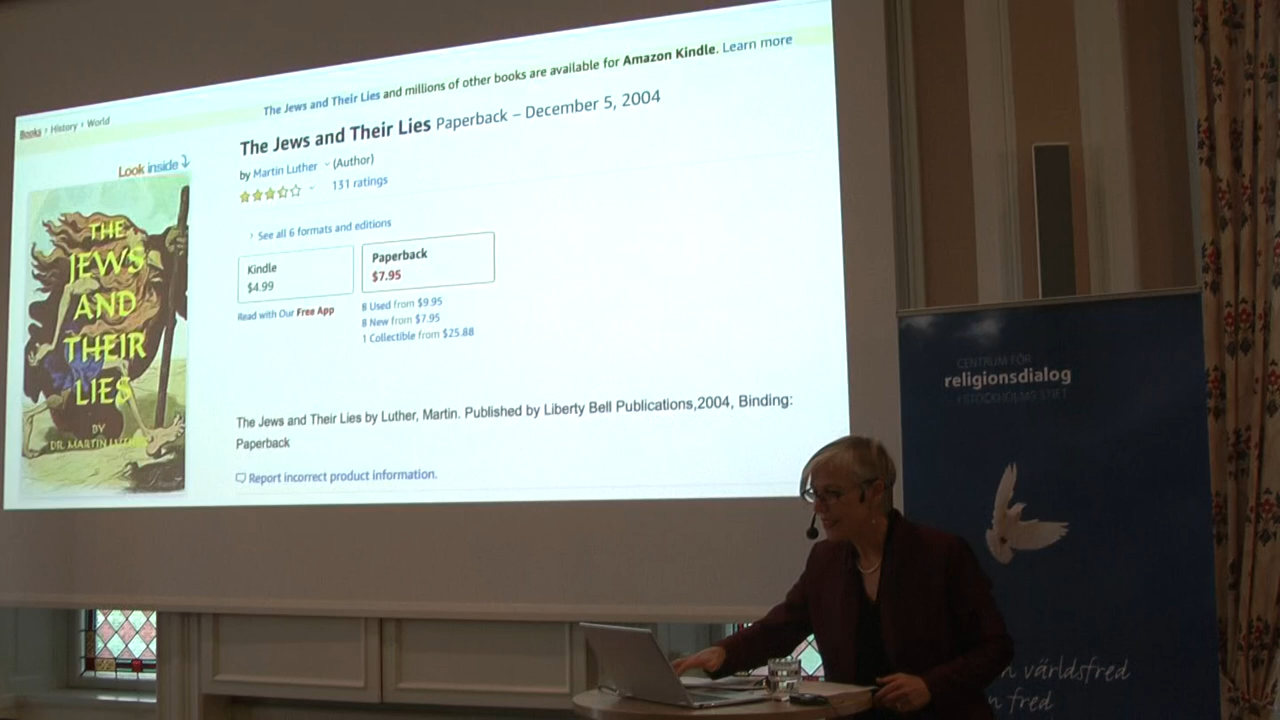 The Jews and Their Lies and millions of other books are available for Amazon Kindle. Learn more
Books › History › World
Look inside
The Jews and Their Lies Paperback – December 5, 2004
by Martin Luther (Author)
131 ratings
› See all 6 formats and editions
Kindle
$4.99
Paperback
$7.95
Read with Our Free App
8 Used from $9.95
8 New from $7.95
1 Collectible from $25.88
The Jews and Their Lies by Luther, Martin. Published by Liberty Bell Publications,2004, Binding:
Paperback
Report incorrect product information.
THE
JEWS
AND
THEIR
LIES
BY
DR. MARTIN LUTHER
CENTRUM FÖR
religionsdialog
I STOCKHOLMS STIFT
världsfred
fred